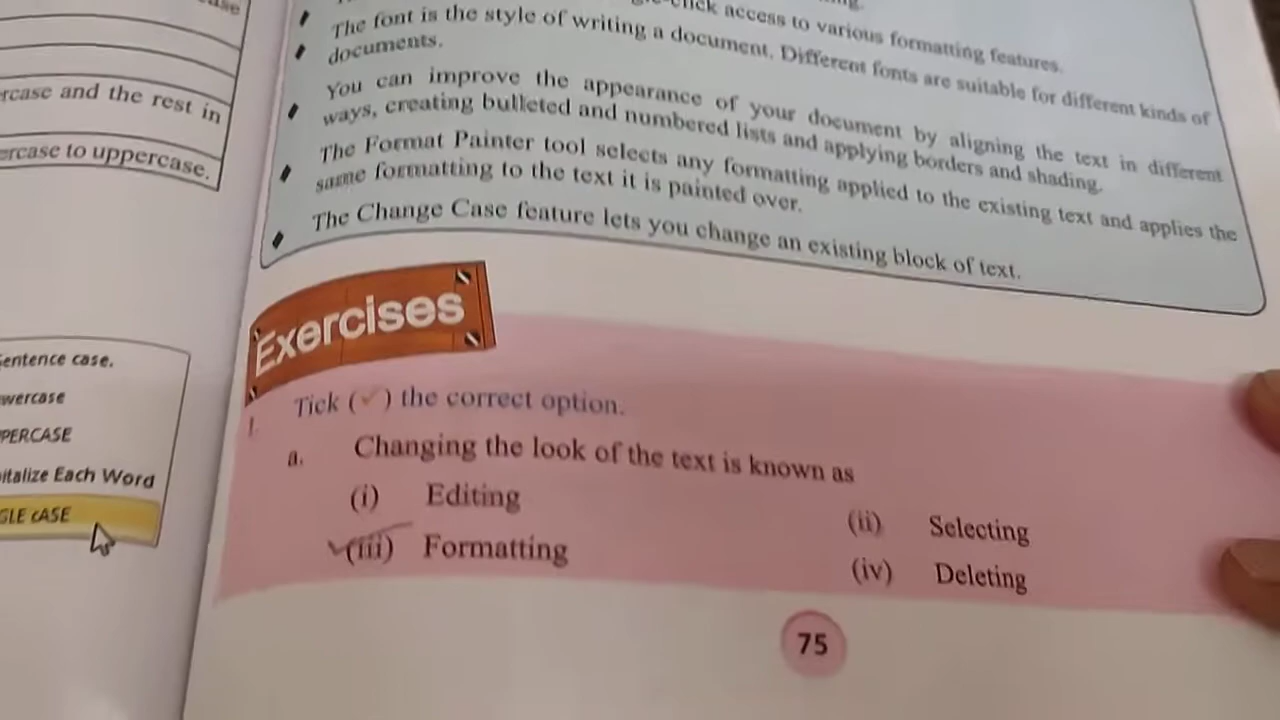 rcase and the rest in
ercase to uppercase.
Sentence case.
wercase
PERCASE
italize Each Word
GLE cASE
click access to various formatting features.
The font is the style of writing a document. Different fonts are suitable for different kinds of
documents.
You can improve the appearance of your document by aligning the text in different
ways, creating bulleted and numbered lists and applying borders and shading.
The Format Painter tool selects any formatting applied to the existing text and applies the
same formatting to the text it is painted over.
The Change Case feature lets you change an existing block of text.
Exercises
1. Tick (✓) the correct option.
a. Changing the look of the text is known as
(i) Editing
(ii) Selecting
(iii) Formatting
(iv) Deleting
75